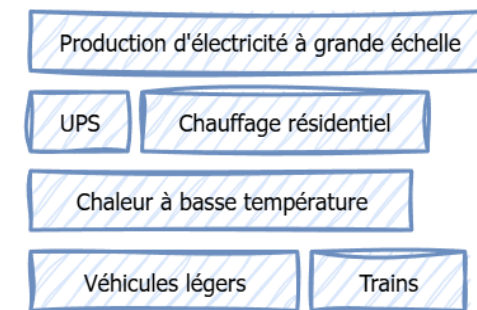 Production d'électricité à grande échelle
UPS Chauffage résidentiel
Chaleur à basse température
Véhicules légers Trains